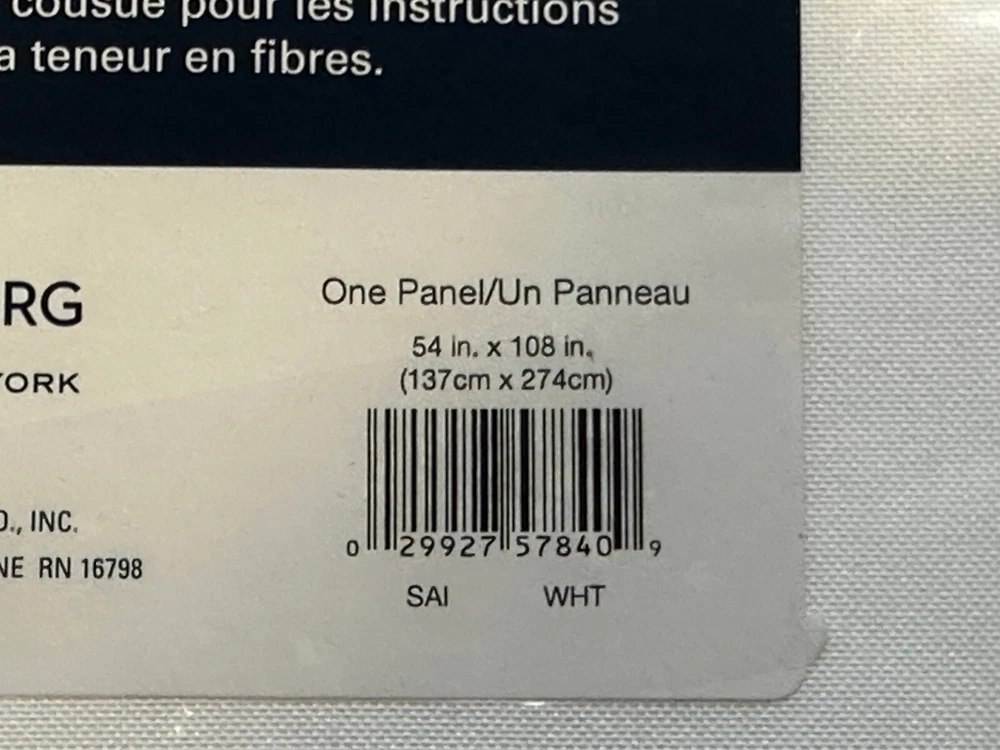 cousue pour les instructions
a teneur en fibres.
RG
YORK
One Panel/Un Panneau
54 in. x 108 in.
(137cm x 274cm)
0 29927 57840 9
SAI WHT
O., INC.
NE RN 16798